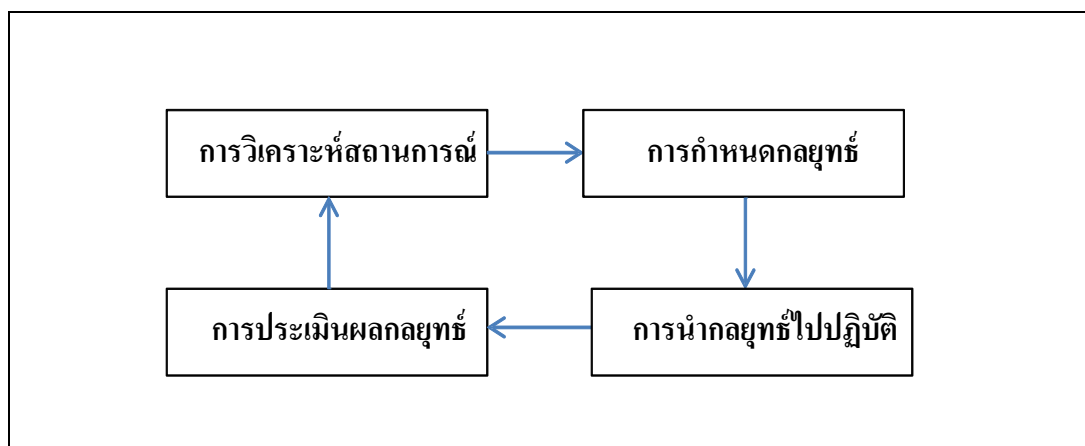 การวิเคราะห์สถานการณ์
การกำหนดกลยุทธ์
การประเมินผลกลยุทธ์
การนำกลยุทธ์ไปปฏิบัติ